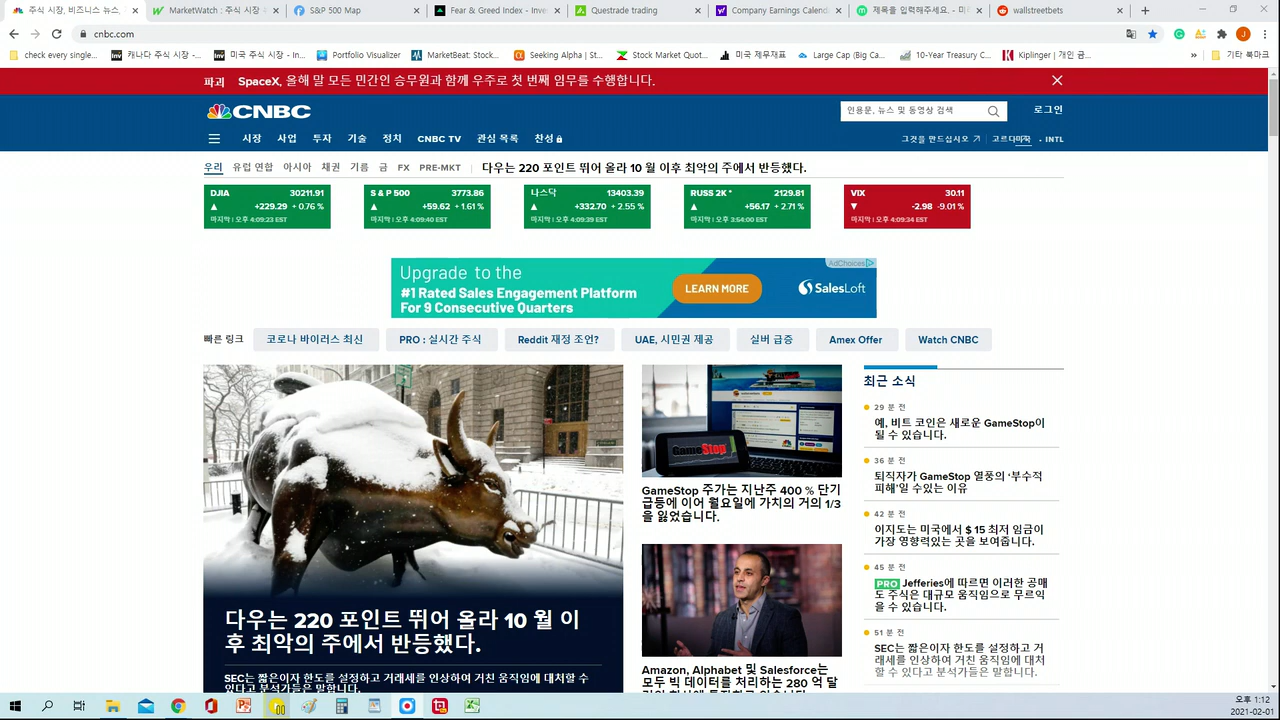 주식 시장, 비즈니스 뉴스,
MarketWatch : 주식 시장 -
S&P 500 Map
Fear & Greed Index - Inve
Questrade trading
Company Earnings Calend
제목을 입력해주세요. - 미
wallstreetbets
cnbc.com
check every single...
캐나다 주식 시장 - ...
미국 주식 시장 - In...
Portfolio Visualizer
MarketBeat: Stock...
Seeking Alpha | St...
Stock Market Quot...
미국 재무제표
Large Cap (Big Ca...
10-Year Treasury C...
Kiplinger | 개인 금...
»
기타 북마크
파괴 SpaceX, 올해 말 모든 민간인 승무원과 함께 우주로 첫 번째 임무를 수행합니다.
CNBC
인용문, 뉴스 및 동영상 검색
로그인
시장 사업 투자 기술 정치 CNBC TV 관심 목록 찬성
그것을 만드십시오 ↗ | 고르다
미국 • INTL
우리 유럽 연합 아시아 채권 기름 금 FX PRE-MKT
다우는 220 포인트 뛰어 올라 10 월 이후 최악의 주에서 반등했다.
DJIA 30211.91
▲ +229.29 +0.76 %
마지막 | 오후 4:09:23 EST
S & P 500 3773.86
▲ +59.62 +1.61 %
마지막 | 오후 4:09:40 EST
나스닥 13403.39
▲ +332.70 +2.55 %
마지막 | 오후 4:09:39 EST
RUSS 2K * 2129.81
▲ +56.17 +2.71 %
마지막 | 오후 3:54:00 EST
VIX 30.11
▼ -2.98 -9.01 %
마지막 | 오후 4:09:34 EST
AdChoices
Upgrade to the
#1 Rated Sales Engagement Platform
For 9 Consecutive Quarters
LEARN MORE
SalesLoft
빠른 링크
코로나 바이러스 최신
PRO : 실시간 주식
Reddit 재정 조언?
UAE, 시민권 제공
실버 급증
Amex Offer
Watch CNBC
다우는 220 포인트 뛰어 올라 10 월 이
후 최악의 주에서 반등했다.
SEC는 짧은이자 한도를 설정하고 거래세를 인상하여 거친 움직임에 대처할 수
있다고 분석가들은 말합니다.
GameStop
GameStop 주가는 지난주 400 % 단기
급등에 이어 월요일에 가치의 거의 1/3
을 잃었습니다.
Amazon, Alphabet 및 Salesforce는
모두 빅 데이터를 처리하는 280 억 달
최근 소식
29 분 전
예, 비트 코인은 새로운 GameStop이
될 수 있습니다.
36 분 전
퇴직자가 GameStop 열풍의 ‘부수적
피해’일 수있는 이유
42 분 전
이지도는 미국에서 $ 15 최저 임금이
가장 영향력있는 곳을 보여줍니다.
45 분 전
PRO Jefferies에 따르면 이러한 공매
도 주식은 대규모 움직임으로 무르익
을 수 있습니다.
51 분 전
SEC는 짧은이자 한도를 설정하고 거
래세를 인상하여 거친 움직임에 대처
할 수 있다고 분석가들은 말합니다.
오후 1:12
2021-02-01